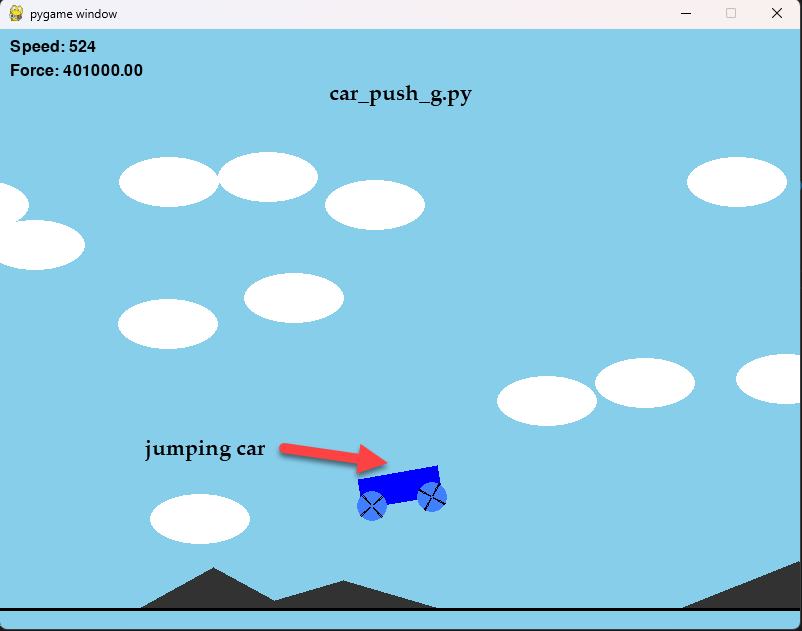 pygame window
Speed: 524
Force: 401000.00
car_push_g.py
jumping car